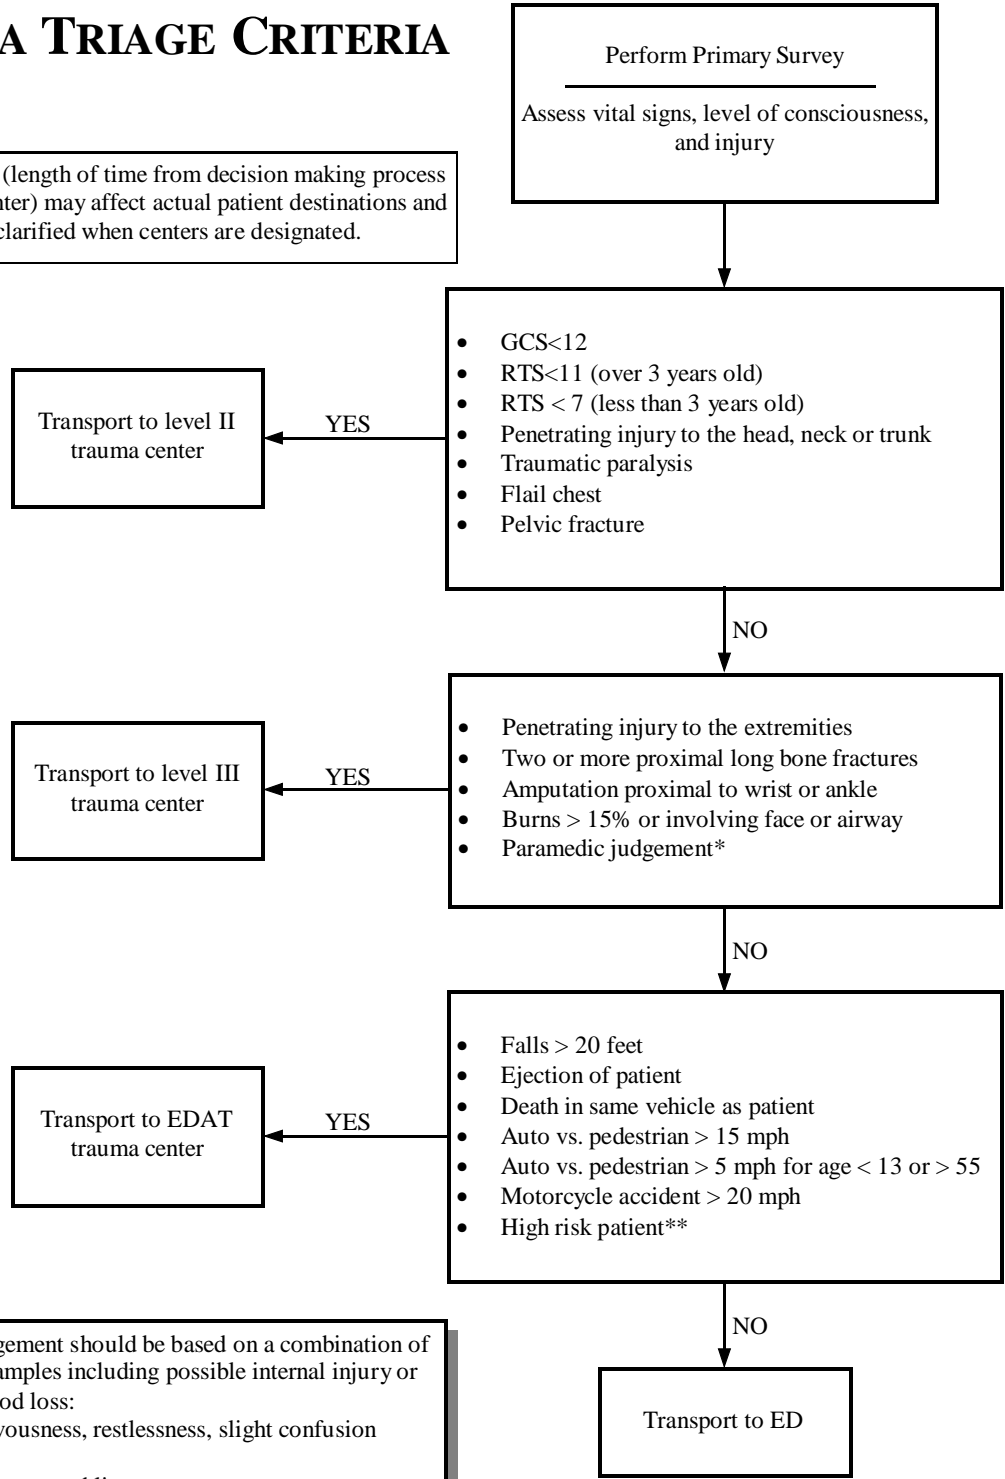 A TRIAGE CRITERIA
(length of time from decision making process
may affect actual patient destinations and
clarified when centers are designated.
Perform Primary Survey
Assess vital signs, level of consciousness,
and injury
• GCS<12
• RTS<11 (over 3 years old)
• RTS < 7 (less than 3 years old)
• Penetrating injury to the head, neck or trunk
• Traumatic paralysis
• Flail chest
• Pelvic fracture
YES
Transport to level II
trauma center
NO
• Penetrating injury to the extremities
• Two or more proximal long bone fractures
• Amputation proximal to wrist or ankle
• Burns > 15% or involving face or airway
• Paramedic judgement*
YES
Transport to level III
trauma center
NO
• Falls > 20 feet
• Ejection of patient
• Death in same vehicle as patient
• Auto vs. pedestrian > 15 mph
• Auto vs. pedestrian > 5 mph for age < 13 or > 55
• Motorcycle accident > 20 mph
• High risk patient**
YES
Transport to EDAT
trauma center
NO
Transport to ED
should be based on a combination of
including possible internal injury or
loss:
restlessness, slight confusion